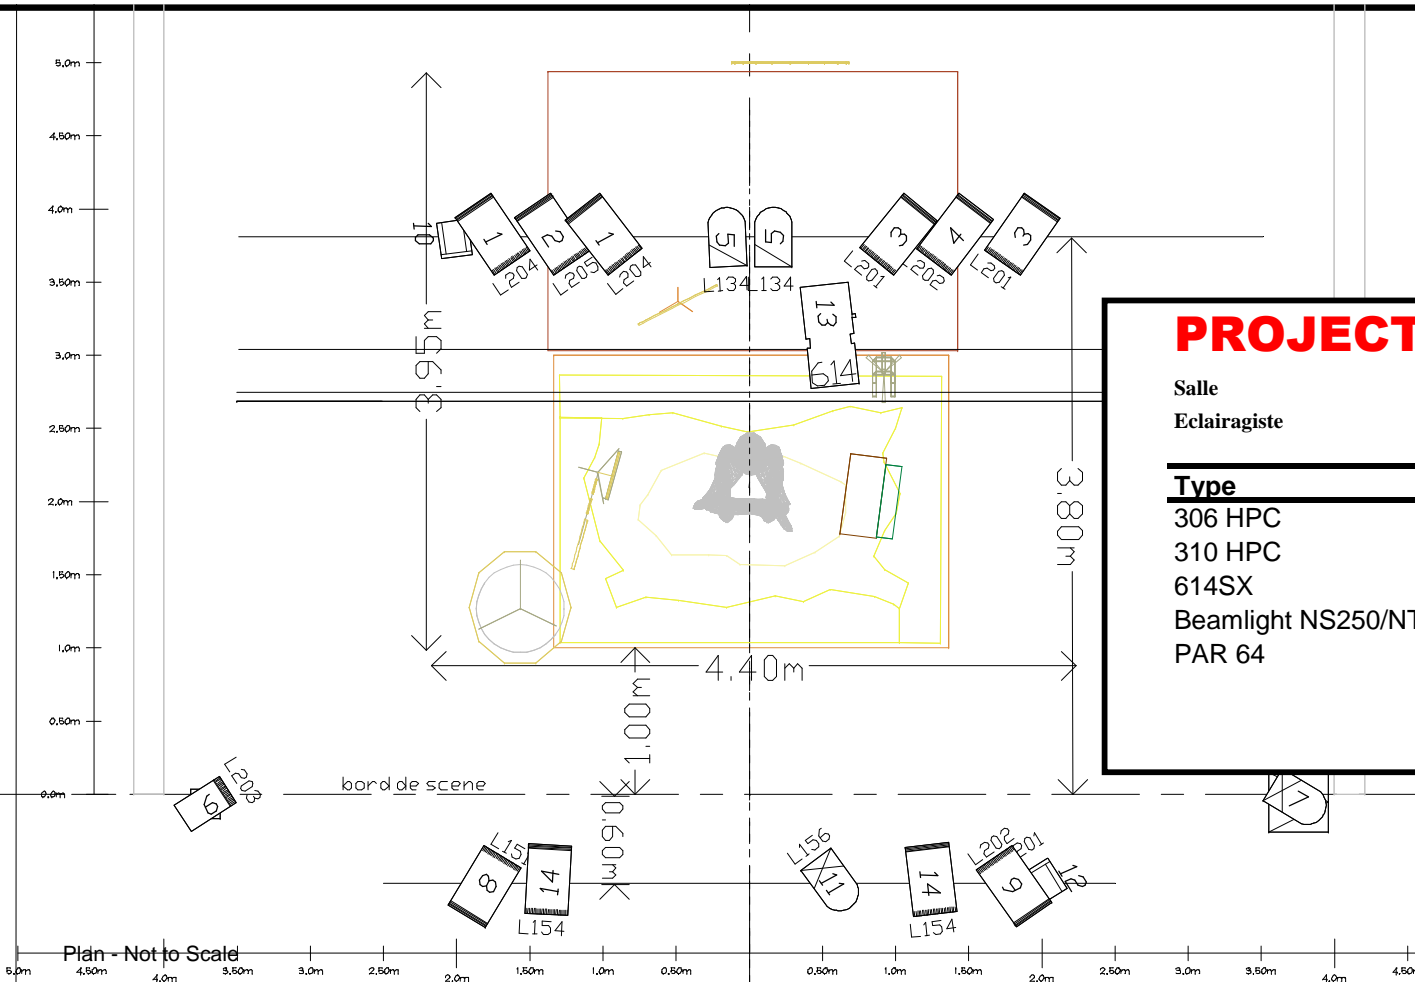 5.0m
4.50m
4.0m
3.50m
3.0m
2.50m
2.0m
1.50m
1.0m
0.50m
0.0m
10
1
2
1
5
5
3
4
3
L204
L205
L204
L134
L134
L201
L202
L201
13
614
3.95m
3.80m
4.40m
1.00m
0.60m
bord de scene
6
L203
7
8
L151
14
L154
L156
11
14
L154
L202
201
9
12
PROJECT
Salle
Eclairagiste
Type
306 HPC
310 HPC
614SX
Beamlight NS250/NT
PAR 64
Plan - Not to Scale
5.0m 4.50m 4.0m 3.50m 3.0m 2.50m 2.0m 1.50m 1.0m 0.50m 0.50m 1.0m 1.50m 2.0m 2.50m 3.0m 3.50m 4.0m 4.50m